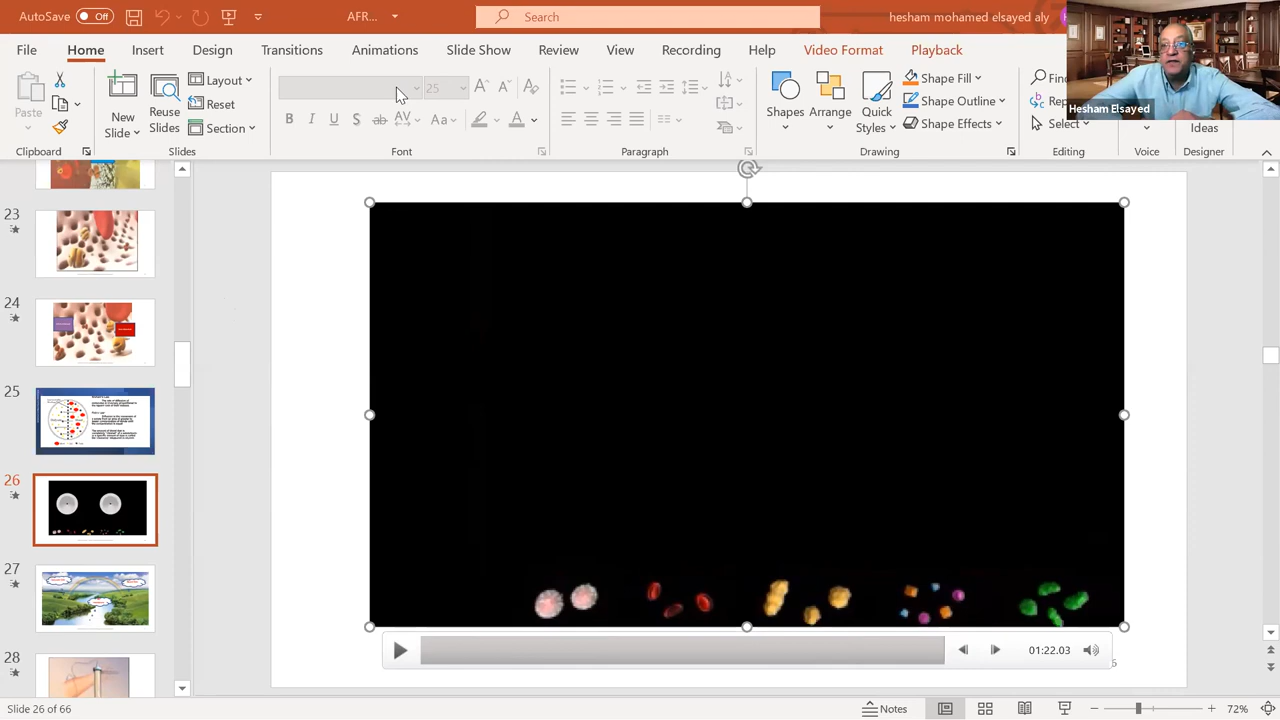 AutoSave Off AFR... Search hesham mohamed elsayed aly
File Home Insert Design Transitions Animations Slide Show Review View Recording Help Video Format Playback
Paste
New
Slide
Reuse
Slides
Layout
Reset
Section
B I U S ab AV Aa A
Shapes
Arrange
Quick
Styles
Shape Fill
Shape Outline
Shape Effects
Select
Ideas
Hesham Elsayed
Clipboard Slides Font Paragraph Drawing Editing Voice Designer
23
24
25
26
27
28
01:22.03
Slide 26 of 66
Notes
72%